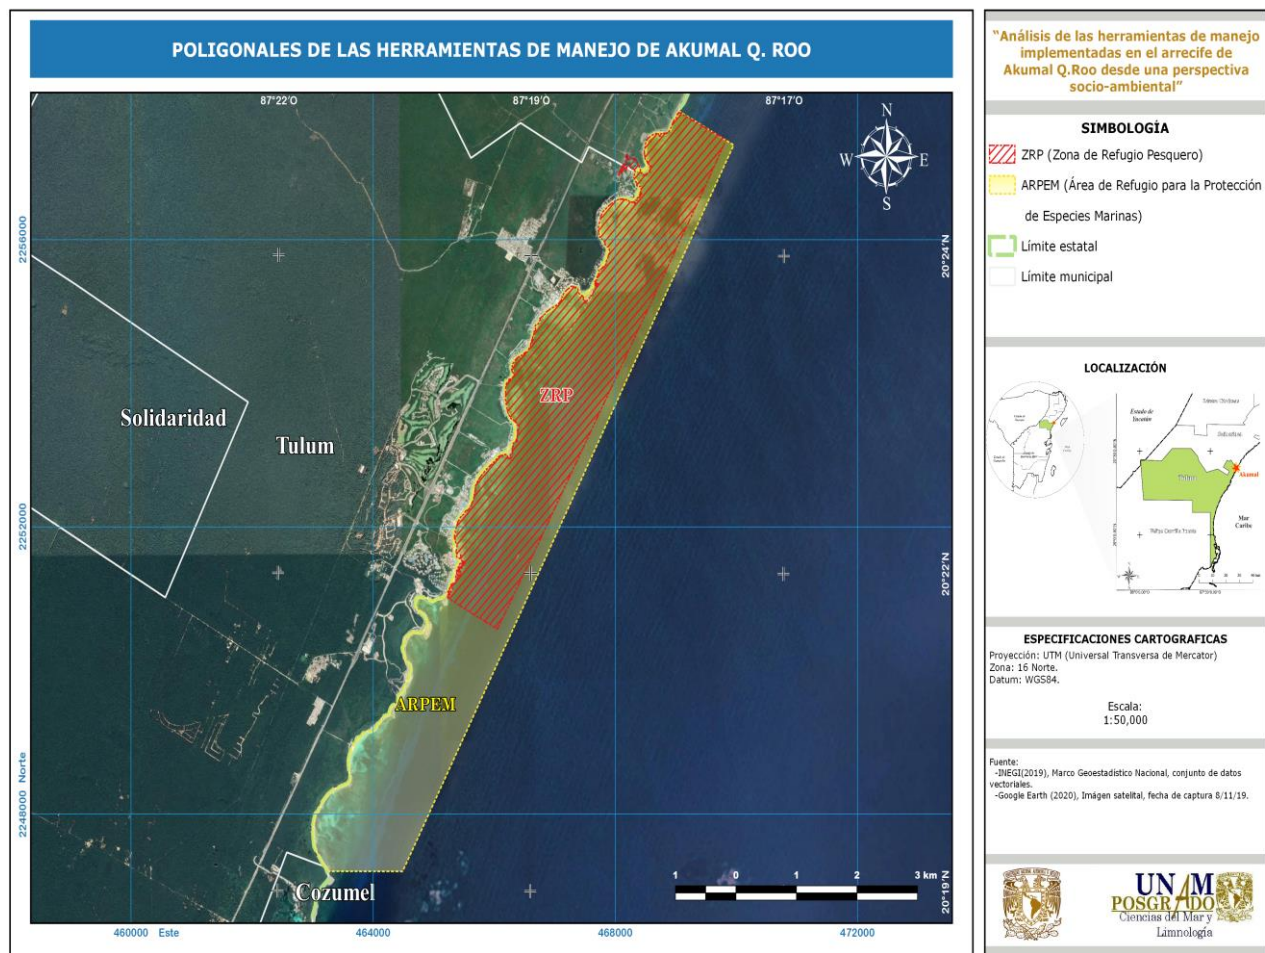 POLIGONALES DE LAS HERRAMIENTAS DE MANEJO DE AKUMAL Q. ROO
87°22'O
87°19'O
87°17'O
N
W
E
S
2256000
20°24'N
ZRP
Solidaridad
Tulum
2252000
20°22'N
ARPEM
2248000 Norte
Cozumel
1 0 1 2 3 km
20°19'N
460000 Este
464000
468000
472000
"Análisis de las herramientas de manejo
implementadas en el arrecife de
Akumal Q.Roo desde una perspectiva
socio-ambiental"
SIMBOLOGÍA
ZRP (Zona de Refugio Pesquero)
ARPEM (Área de Refugio para la Protección
de Especies Marinas)
Límite estatal
Límite municipal
LOCALIZACIÓN
Estado de
Yucatán
Tulum
Akumal
Mar
Caribe
ESPECIFICACIONES CARTOGRAFICAS
Proyección: UTM (Universal Transversa de Mercator)
Zona: 16 Norte.
Datum: WGS84.
Escala:
1:50,000
Fuente:
-INEGI(2019), Marco Geoestadístico Nacional, conjunto de datos
vectoriales.
-Google Earth (2020), Imágen satelital, fecha de captura 8/11/19.
UNAM
POSGRADO
Ciencias del Mar y
Limnología